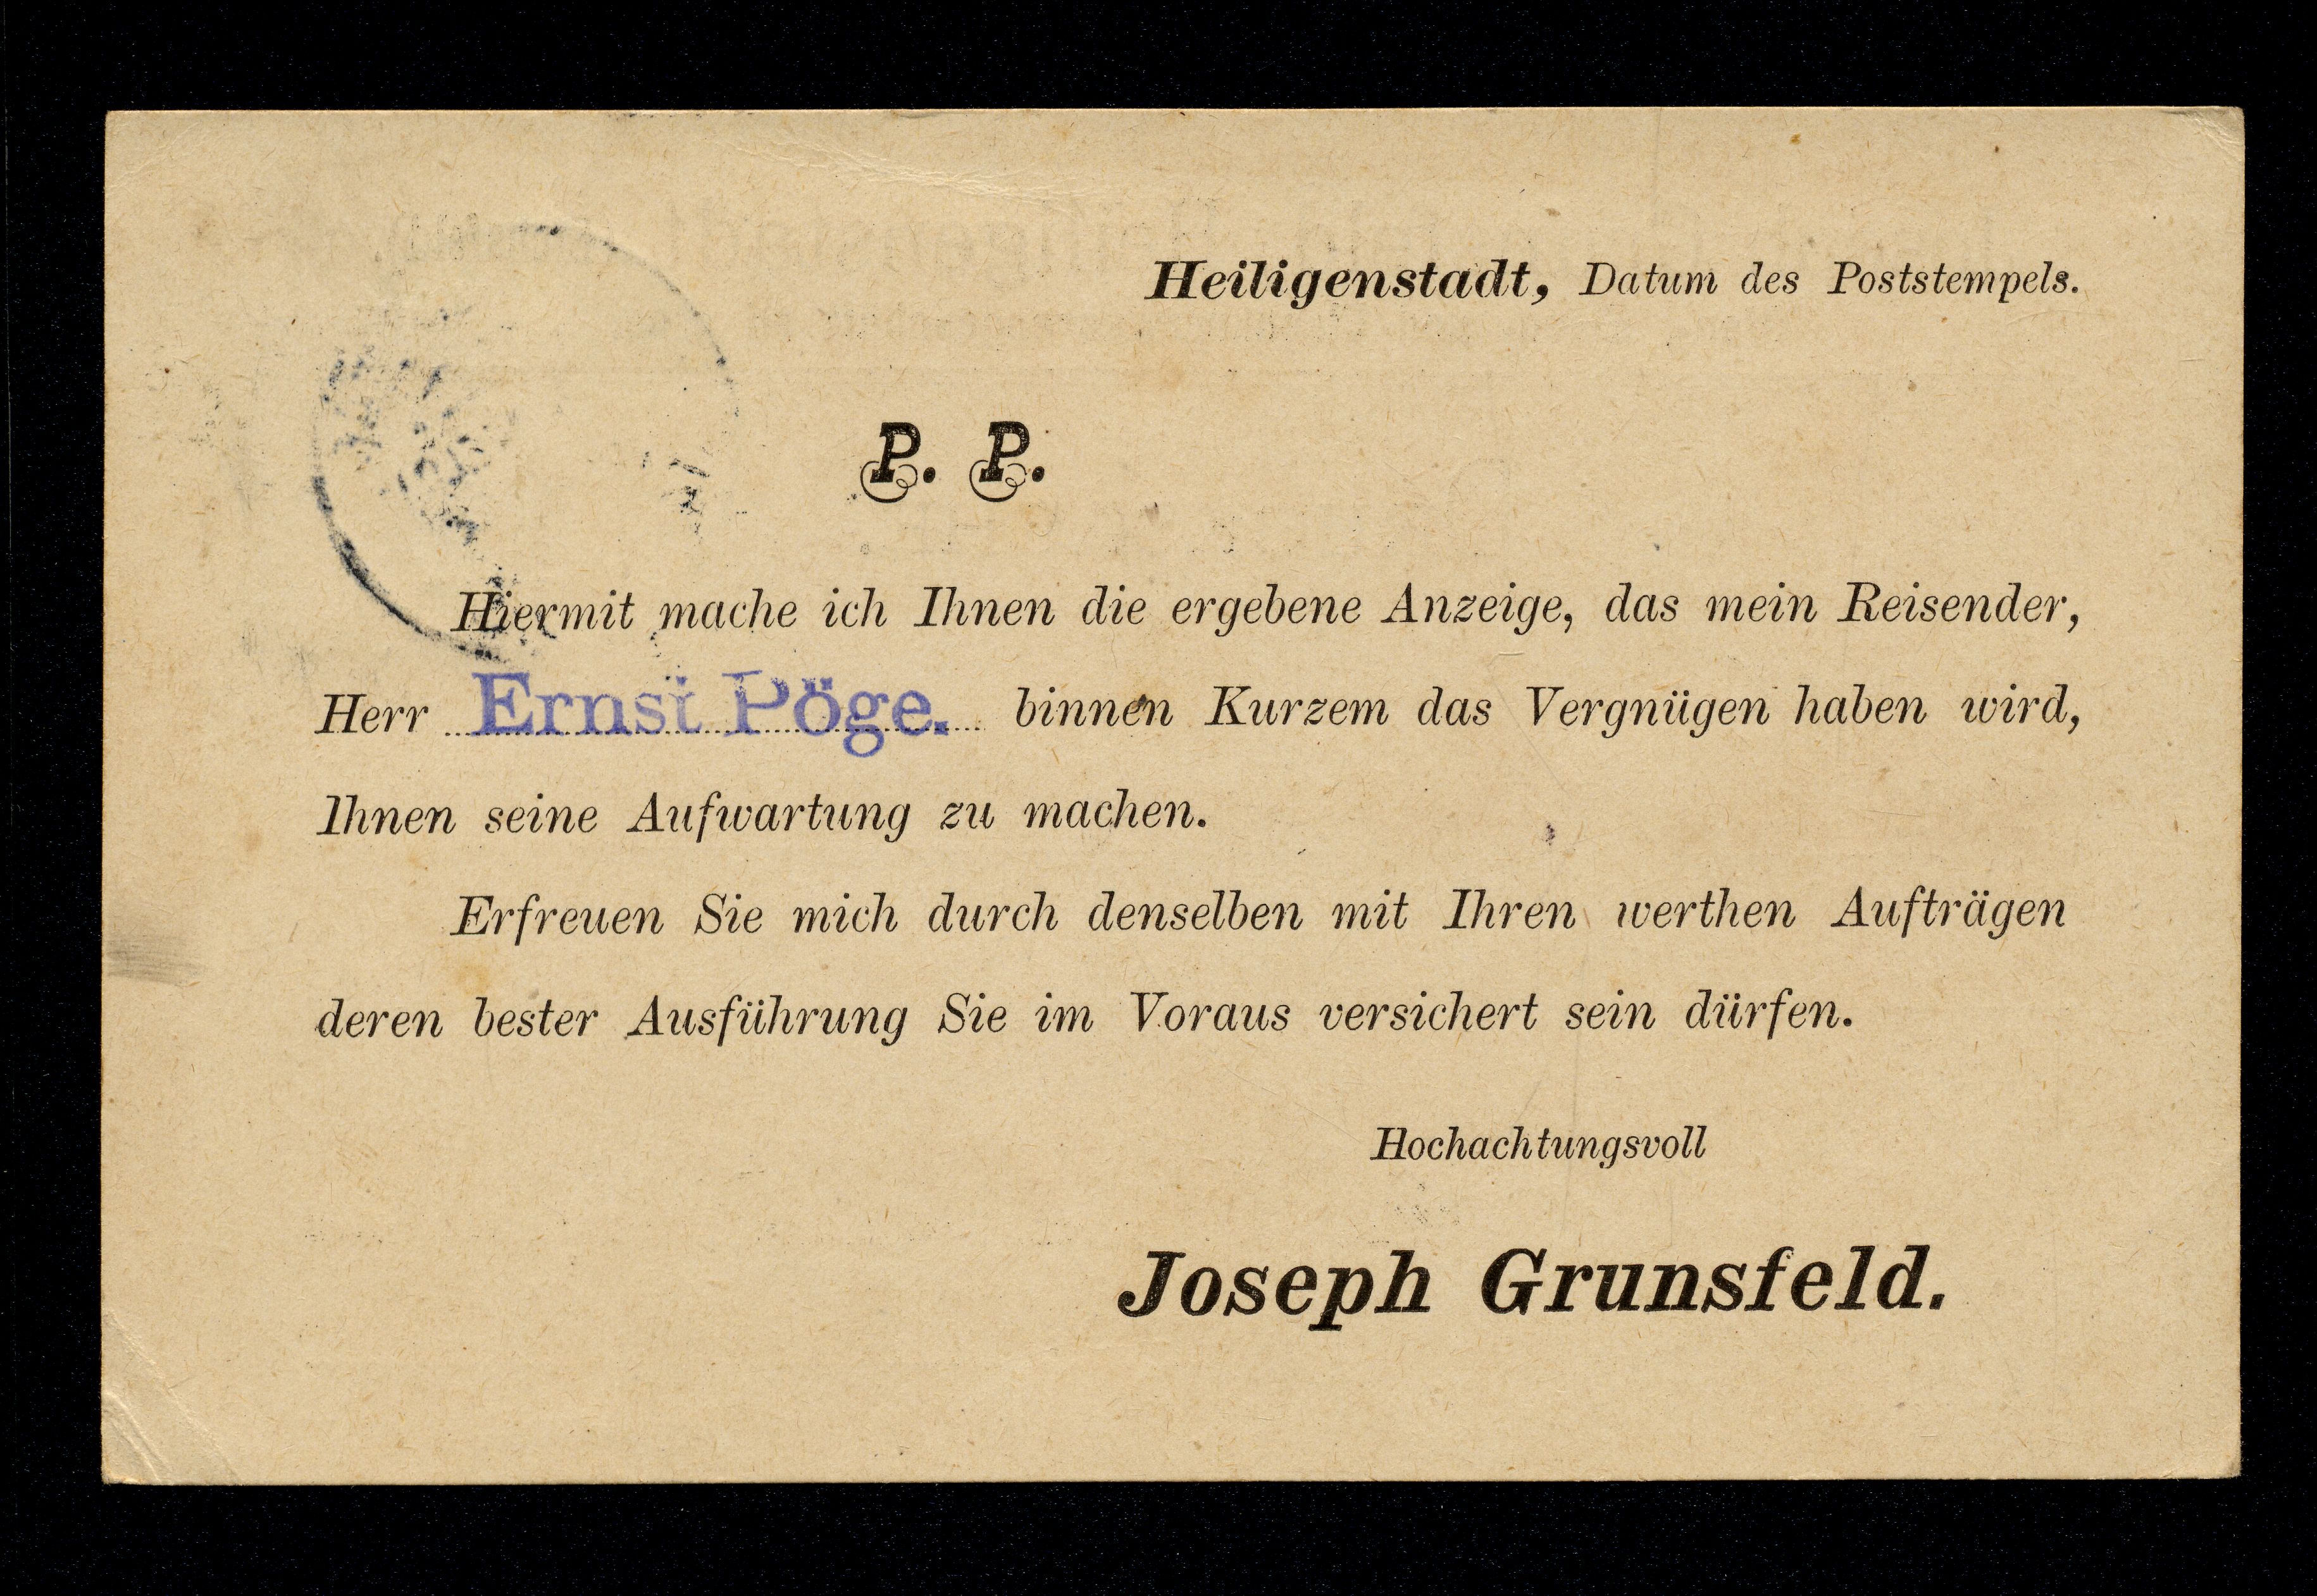 Heiligenstadt, Datum des Poststempels.
P. P.
Hiermit mache ich Ihnen die ergebene Anzeige, das mein Reisender,
Herr Ernst Pöge. binnen Kurzem das Vergnügen haben wird,
Ihnen seine Aufwartung zu machen.
Erfreuen Sie mich durch denselben mit Ihren werthen Aufträgen
deren bester Ausführung Sie im Voraus versichert sein dürfen.
Hochachtungsvoll
Joseph Grunsfeld.